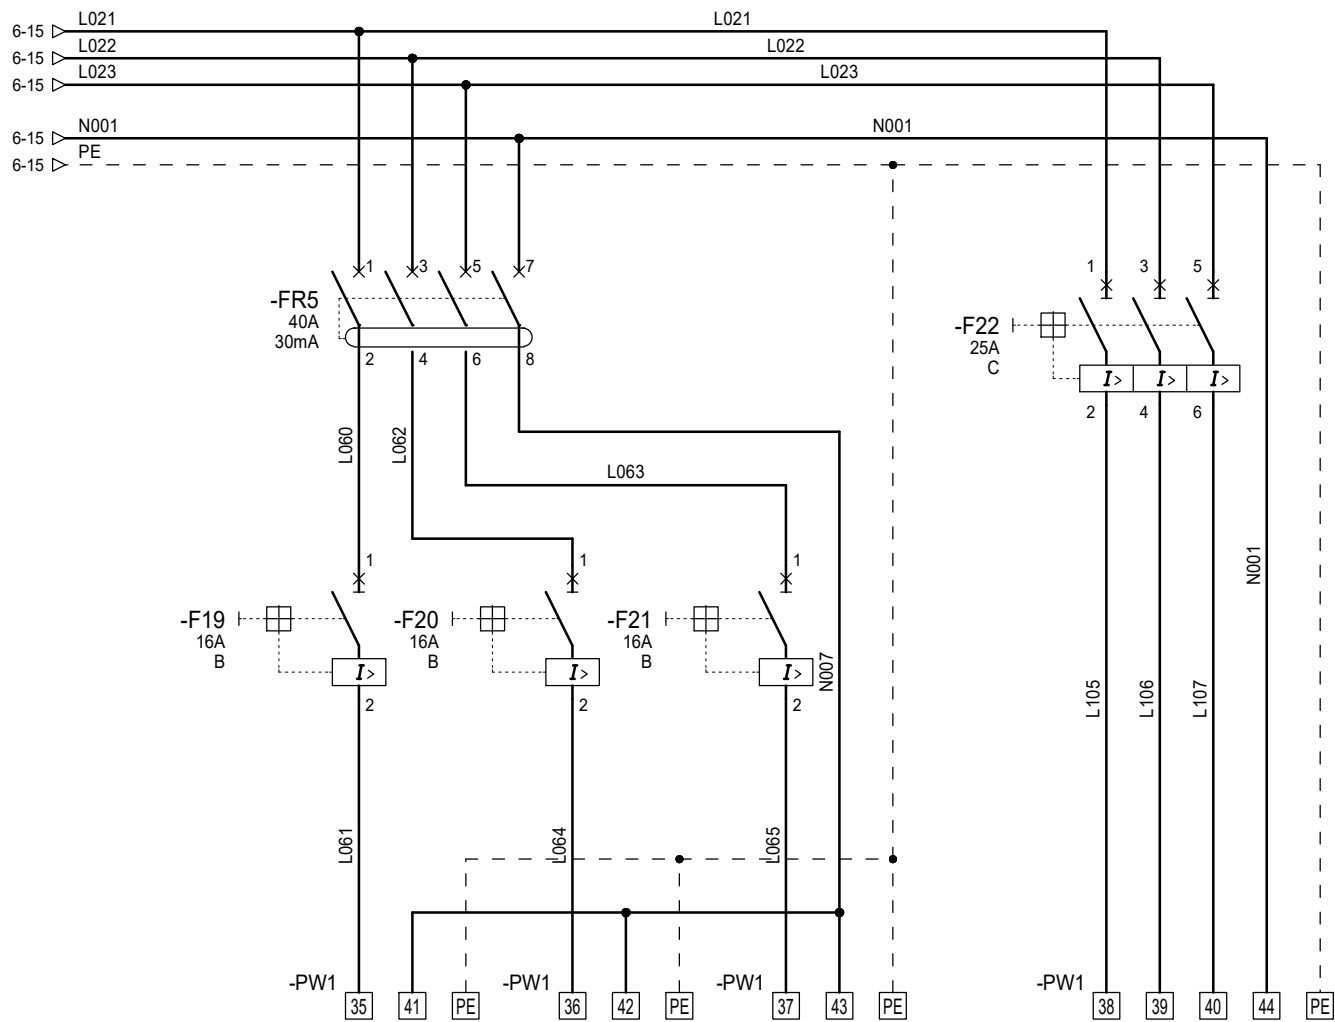 6-15 L021 L021
6-15 L022 L022
6-15 L023 L023
6-15 N001 N001
6-15 PE
1 3 5 7
-FR5
40A
30mA
2 4 6 8
1 3 5
-F22
25A
C
I> I> I>
2 4 6
L060 L062
L063
N001
1 1 1
-F19 -F20 -F21
16A 16A 16A
B B B
I> I> I>
2 2 2
N007
L105 L106 L107
L061 L064 L065
-PW1 -PW1 -PW1 -PW1
35 41 PE 36 42 PE 37 43 PE 38 39 40 44 PE